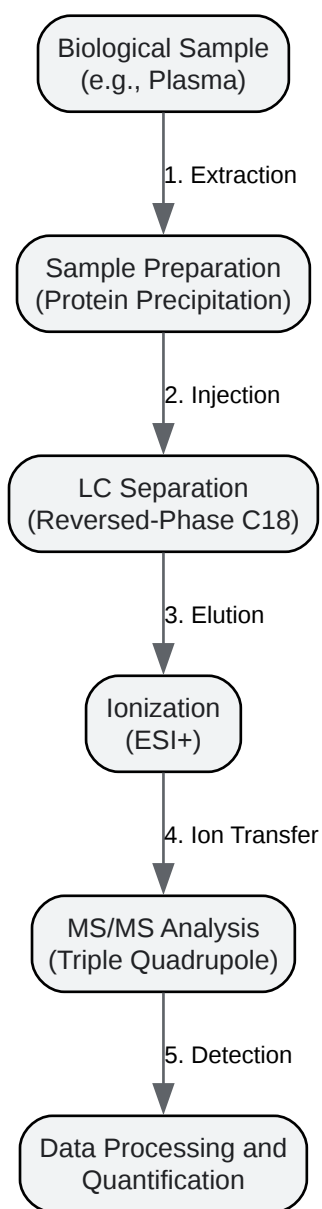 Biological Sample
(e.g., Plasma)
1. Extraction
Sample Preparation
(Protein Precipitation)
2. Injection
LC Separation
(Reversed-Phase C18)
3. Elution
Ionization
(ESI+)
4. Ion Transfer
MS/MS Analysis
(Triple Quadrupole)
5. Detection
Data Processing and
Quantification